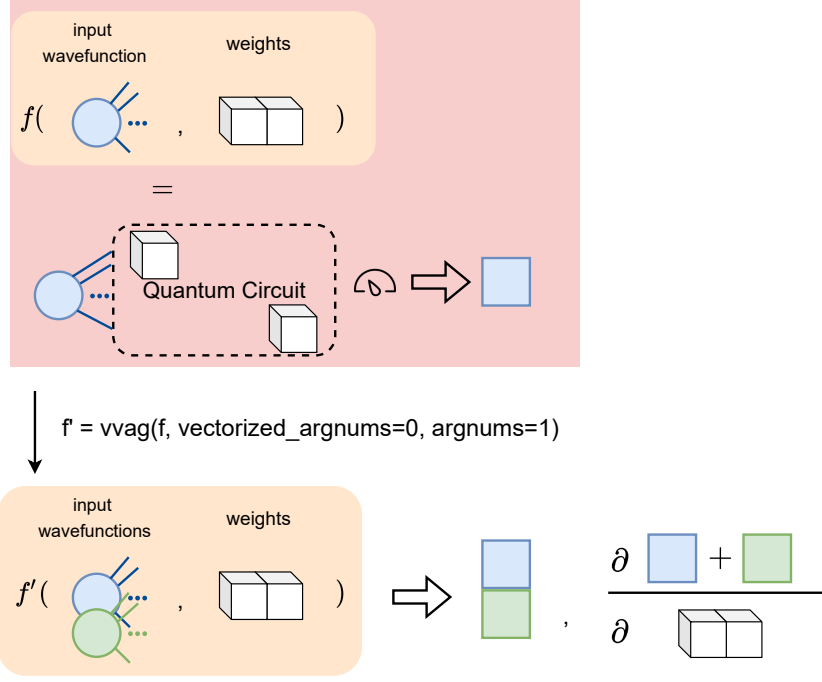 input
wavefunction
weights
f( , )
=
Quantum Circuit
f' = vvag(f, vectorized_argnums=0, argnums=1)
input
wavefunctions
weights
f′( , )
,
∂ +
∂